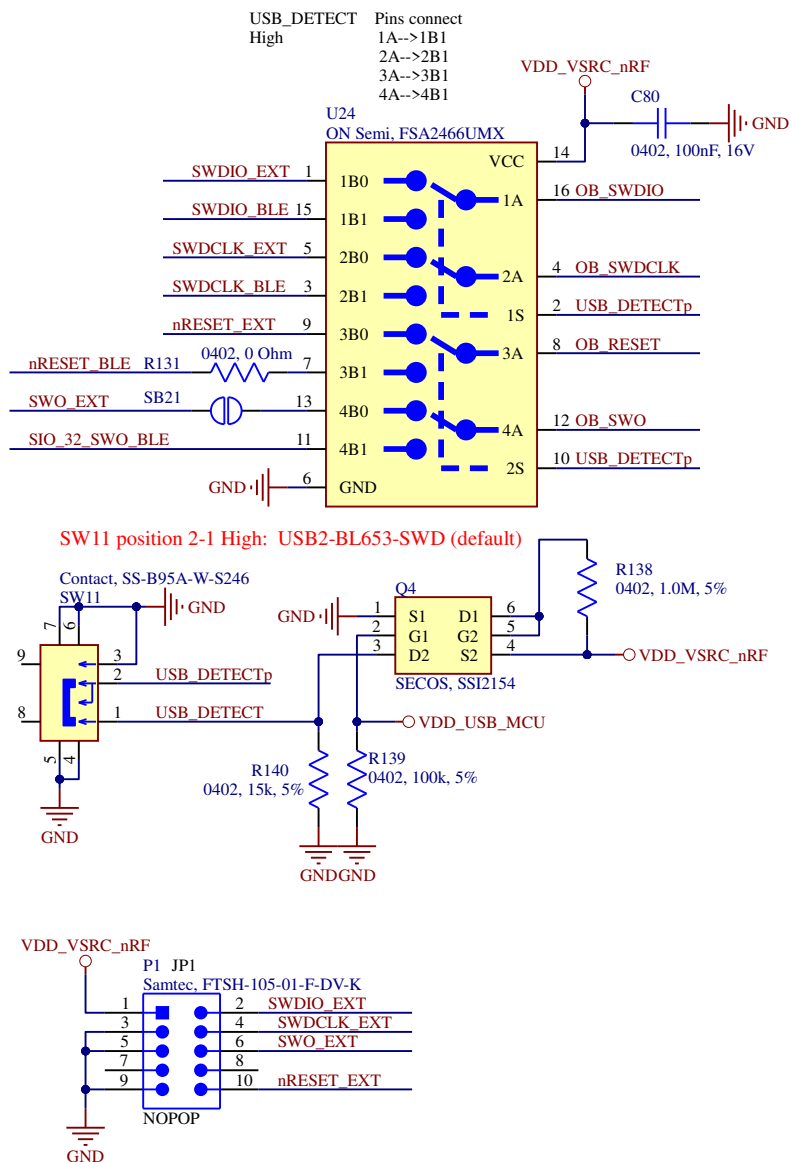 USB_DETECT Pins connect
High 1A-->1B1
2A-->2B1
3A-->3B1
4A-->4B1
VDD_VSRC_nRF
U24
C80
ON Semi, FSA2466UMX
GND
0402, 100nF, 16V
VCC 14
SWDIO_EXT 1 1B0
1A 16 OB_SWDIO
SWDIO_BLE 15 1B1
SWDCLK_EXT 5 2B0
2A 4 OB_SWDCLK
SWDCLK_BLE 3 2B1
1S 2 USB_DETECTp
nRESET_EXT 9 3B0
3A 8 OB_RESET
0402, 0 Ohm
nRESET_BLE R131 7 3B1
SWO_EXT SB21 13 4B0
4A 12 OB_SWO
SIO_32_SWO_BLE 11 4B1
2S 10 USB_DETECTp
GND 6 GND
SW11 position 2-1 High: USB2-BL653-SWD (default)
Contact, SS-B95A-W-S246
SW11
GND
7 6
9 3
2 USB_DETECTp
8 1 USB_DETECT
5 4
GND
Q4
GND 1 S1 D1 6
2 G1 G2 5
3 D2 S2 4
SECOS, SSI2154
R138
0402, 1.0M, 5%
VDD_VSRC_nRF
VDD_USB_MCU
R140
0402, 15k, 5%
R139
0402, 100k, 5%
GND GND
VDD_VSRC_nRF
P1 JP1
Samtec, FTSH-105-01-F-DV-K
1 2 SWDIO_EXT
3 4 SWDCLK_EXT
5 6 SWO_EXT
7 8
9 10 nRESET_EXT
NOPOP
GND